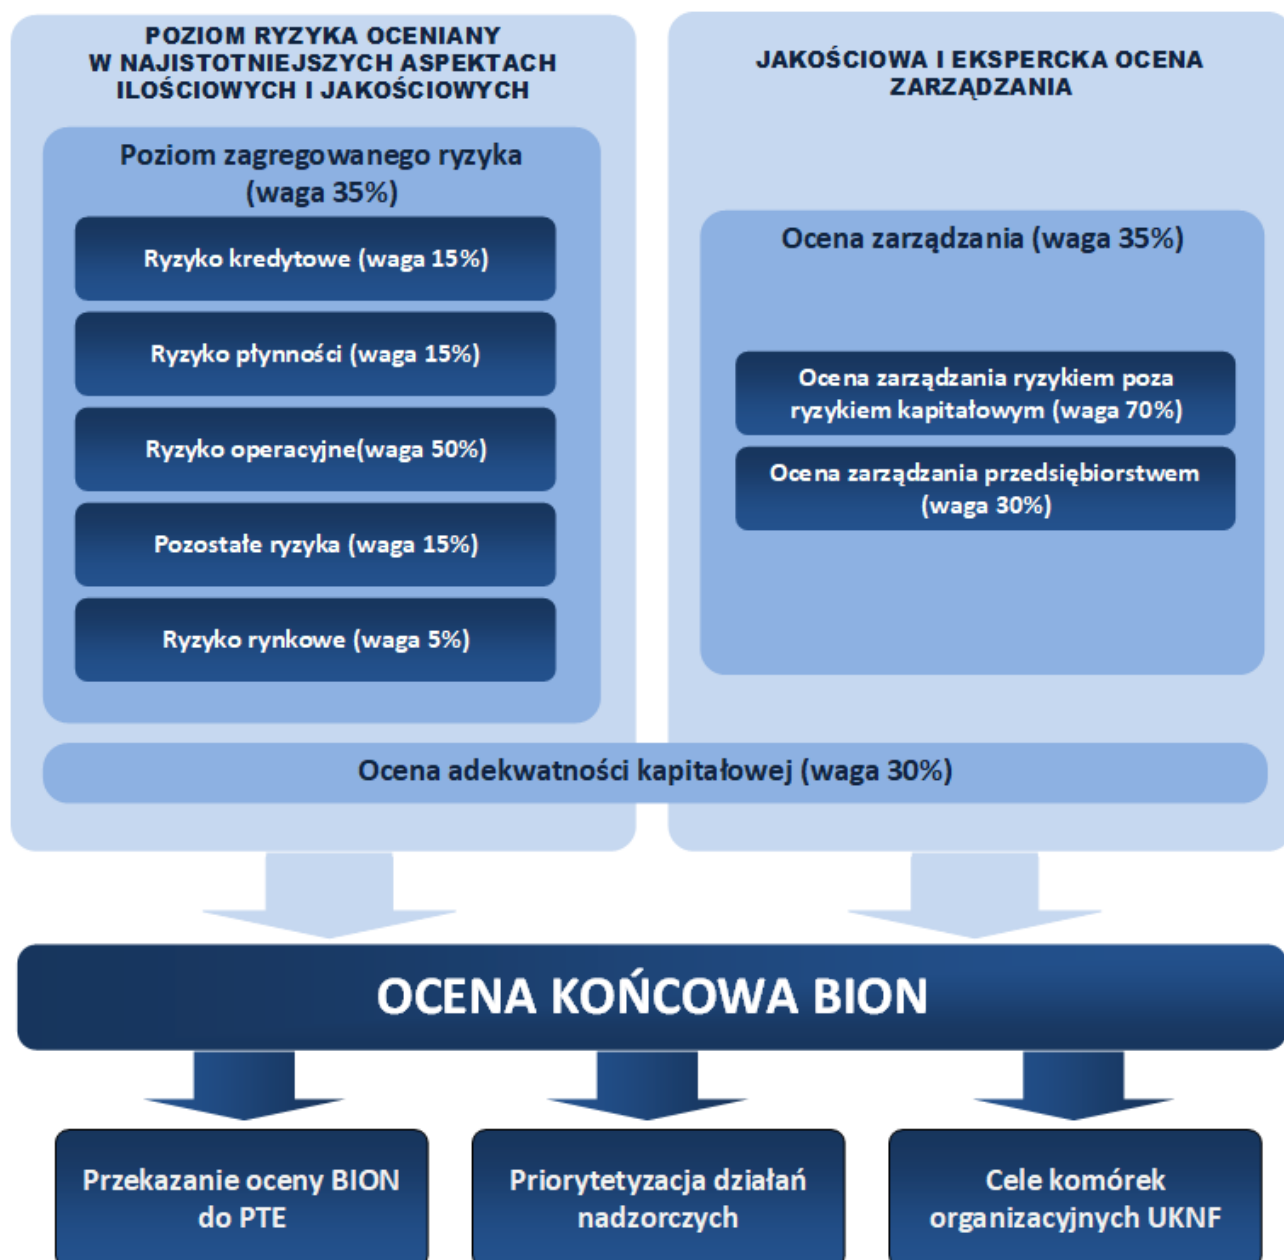 POZIOM RYZYKA OCENIANY
W NAJISTOTNIEJSZYCH ASPEKTACH
ILOŚCIOWYCH I JAKOŚCIOWYCH
Poziom zagregowanego ryzyka
(waga 35%)
Ryzyko kredytowe (waga 15%)
Ryzyko płynności (waga 15%)
Ryzyko operacyjne(waga 50%)
Pozostałe ryzyka (waga 15%)
Ryzyko rynkowe (waga 5%)
JAKOŚCIOWA I EKSPERCKA OCENA
ZARZĄDZANIA
Ocena zarządzania (waga 35%)
Ocena zarządzania ryzykiem poza
ryzykiem kapitałowym (waga 70%)
Ocena zarządzania przedsiębiorstwem
(waga 30%)
Ocena adekwatności kapitałowej (waga 30%)
OCENA KOŃCOWA BION
Przekazanie oceny BION
do PTE
Priorytetyzacja działań
nadzorczych
Cele komórek
organizacyjnych UKNF